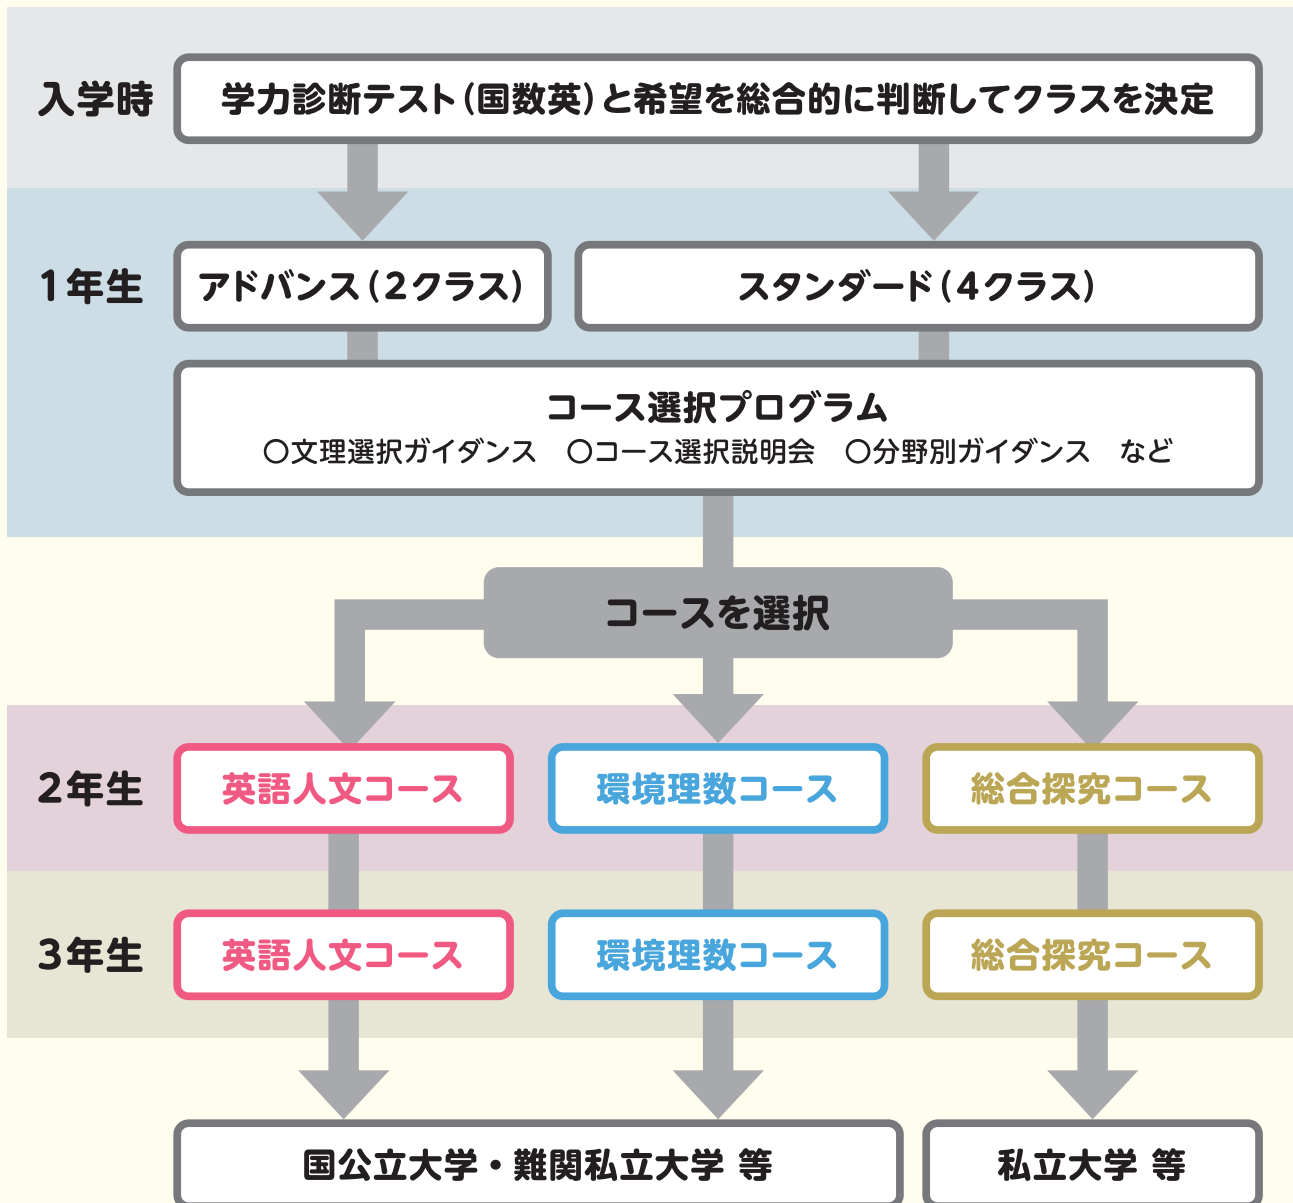 入学時
学力診断テスト（国数英）と希望を総合的に判断してクラスを決定
1年生
アドバンス（2クラス）
スタンダード（4クラス）
コース選択プログラム
〇文理選択ガイダンス　〇コース選択説明会　〇分野別ガイダンス　など
コースを選択
2年生
英語人文コース
環境理数コース
総合探究コース
3年生
英語人文コース
環境理数コース
総合探究コース
国公立大学・難関私立大学 等
私立大学 等